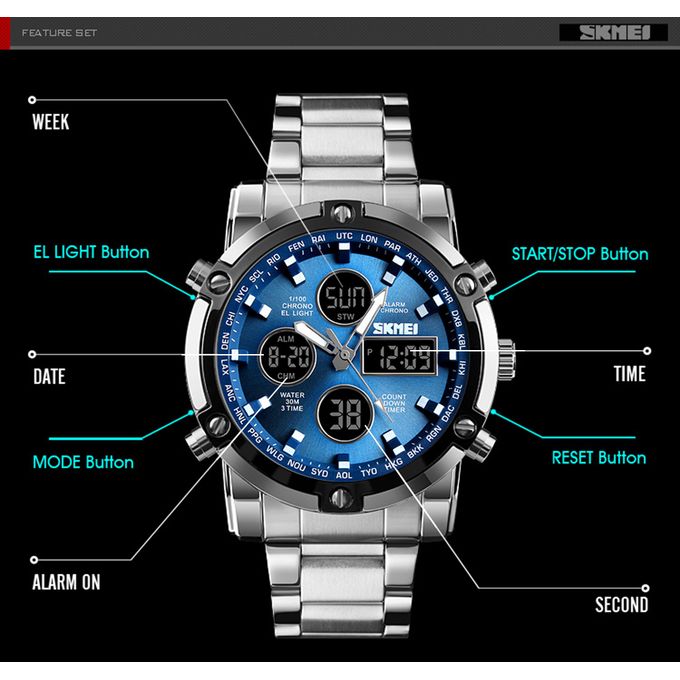 FEATURE SET
SKMEI
WEEK
EL LIGHT Button
START/STOP Button
DATE
TIME
MODE Button
RESET Button
ALARM ON
SECOND
UTC LON PAR ATH JED THR DXB KBL KHI DEL DAC RGN BKK HKG TYO AOL SYD NOU WLG PPG HNL ANC LAX DEN CHI NYC SCL RIO FEN RAI
SUN
STW
1/100
CHRONO
EL LIGHT
ALARM
CHRONO
SKMEI
ALM
8-20
CHM
P 12:09
WATER
30M
3 TIME
COUNT
DOWN
TIMER
38